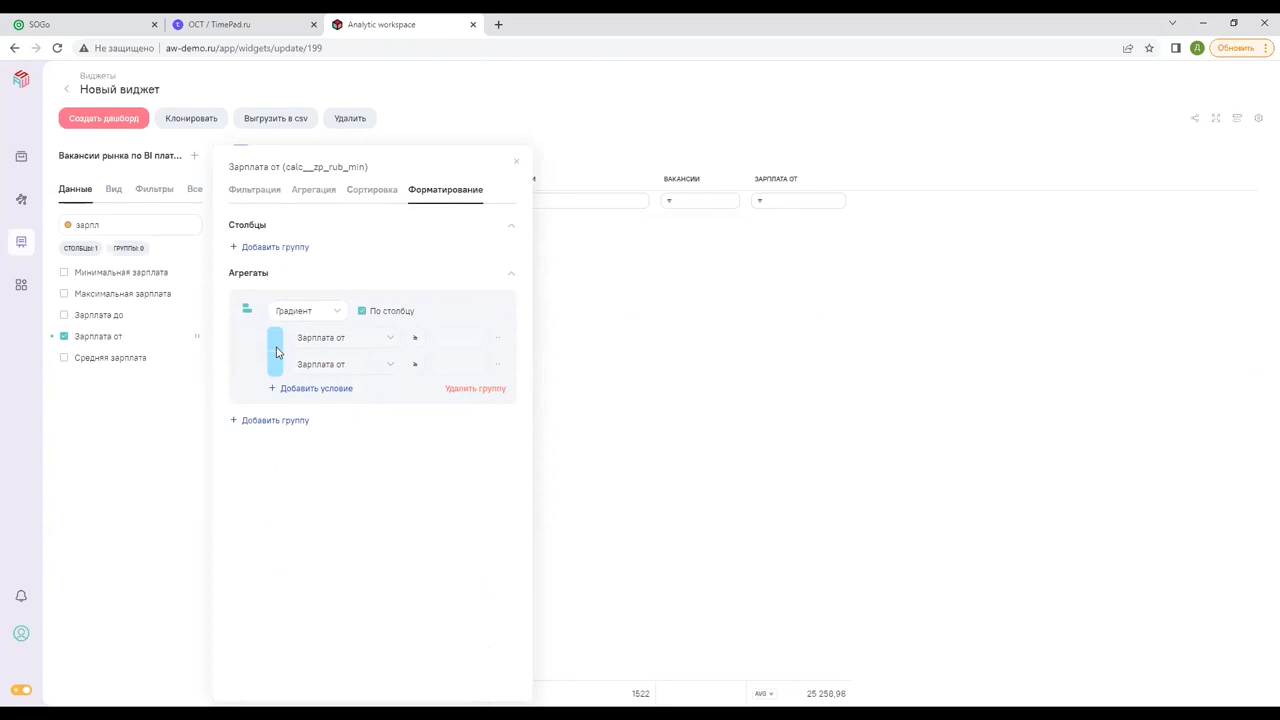 SOGo
ОСТ / TimePad.ru
Analytic workspace
Не защищено
aw-demo.ru/app/widgets/update/199
Д
Обновить
Виджеты
Новый виджет
Создать дашборд
Клонировать
Выгрузить в csv
Удалить
Вакансии рынка по BI плат...
Данные
Вид
Фильтры
Все
зарпл
СТОЛБЦЫ: 1
ГРУППЫ: 0
Минимальная зарплата
Максимальная зарплата
Зарплата до
Зарплата от
Средняя зарплата
Зарплата от (calc__zp_rub_min)
Фильтрация
Агрегация
Сортировка
Форматирование
Столбцы
+ Добавить группу
Агрегаты
Градиент
По столбцу
Зарплата от
Зарплата от
+ Добавить условие
Удалить группу
+ Добавить группу
ВАКАНСИИ
ЗАРПЛАТА ОТ
1522
AVG
25 258,98